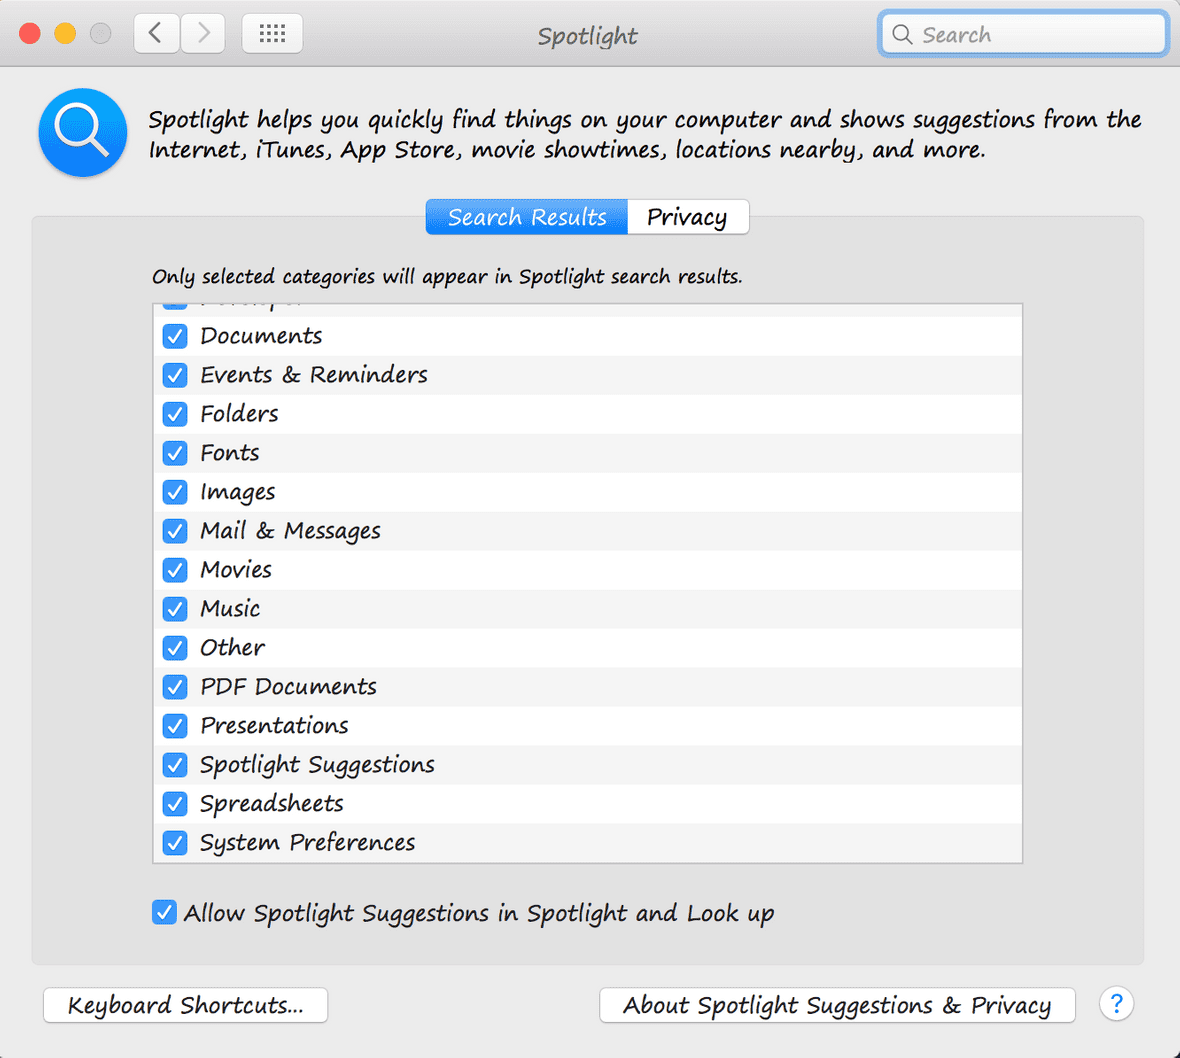 Spotlight
Search
Spotlight helps you quickly find things on your computer and shows suggestions from the
Internet, iTunes, App Store, movie showtimes, locations nearby, and more.
Search Results
Privacy
Only selected categories will appear in Spotlight search results.
Documents
Events & Reminders
Folders
Fonts
Images
Mail & Messages
Movies
Music
Other
PDF Documents
Presentations
Spotlight Suggestions
Spreadsheets
System Preferences
Allow Spotlight Suggestions in Spotlight and Look up
Keyboard Shortcuts...
About Spotlight Suggestions & Privacy
?